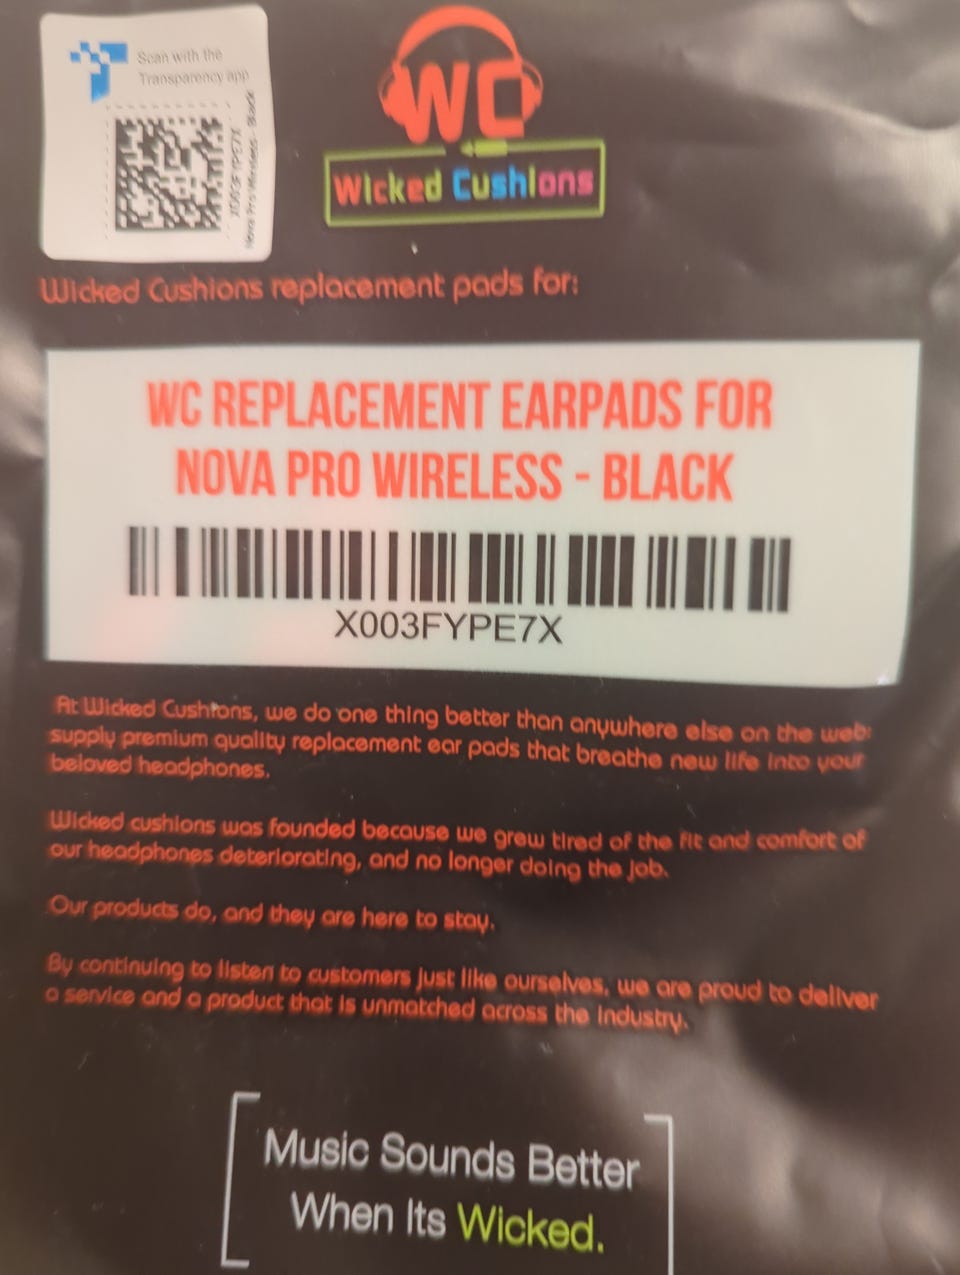 Scan with the
Transparency app
X003FYPE7X
Nova Pro Wireless - Black
WC
Wicked Cushions
Wicked Cushions replacement pads for:
WC REPLACEMENT EARPADS FOR
NOVA PRO WIRELESS - BLACK
X003FYPE7X
At Wicked Cushions, we do one thing better than anywhere else on the web:
supply premium quality replacement ear pads that breathe new life into your
beloved headphones.
Wicked cushions was founded because we grew tired of the fit and comfort of
our headphones deteriorating, and no longer doing the job.
Our products do, and they are here to stay.
By continuing to listen to customers just like ourselves, we are proud to deliver
a service and a product that is unmatched across the industry.
Music Sounds Better
When Its Wicked.